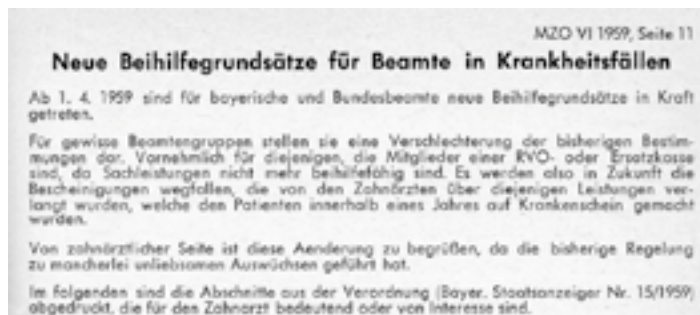 MZO VI 1959, Seite 11
Neue Beihilfegrundsätze für Beamte in Krankheitsfällen
Ab 1. 4. 1959 sind für bayerische und Bundesbeamte neue Beihilfegrundsätze in Kraft
getreten.
Für gewisse Beamtengruppen stellen sie eine Verschlechterung der bisherigen Bestim-
mungen dar. Vornehmlich für diejenigen, die Mitglieder einer RVO- oder Ersatzkasse
sind, da Sachleistungen nicht mehr beihilfefähig sind. Es werden also in Zukunft die
Bescheinigungen wegfallen, die von den Zahnärzten über diejenigen Leistungen ver-
langt wurden, welche den Patienten innerhalb eines Jahres auf Krankenschein gemacht
wurden.
Von zahnärztlicher Seite ist diese Aenderung zu begrüßen, da die bisherige Regelung
zu mancherlei unliebsamen Auswüchsen geführt hat.
Im folgenden sind die Abschnitte aus der Verordnung (Bayer. Staatsanzeiger Nr. 15/1959)
abgedruckt, die für den Zahnarzt bedeutend oder von Interesse sind.